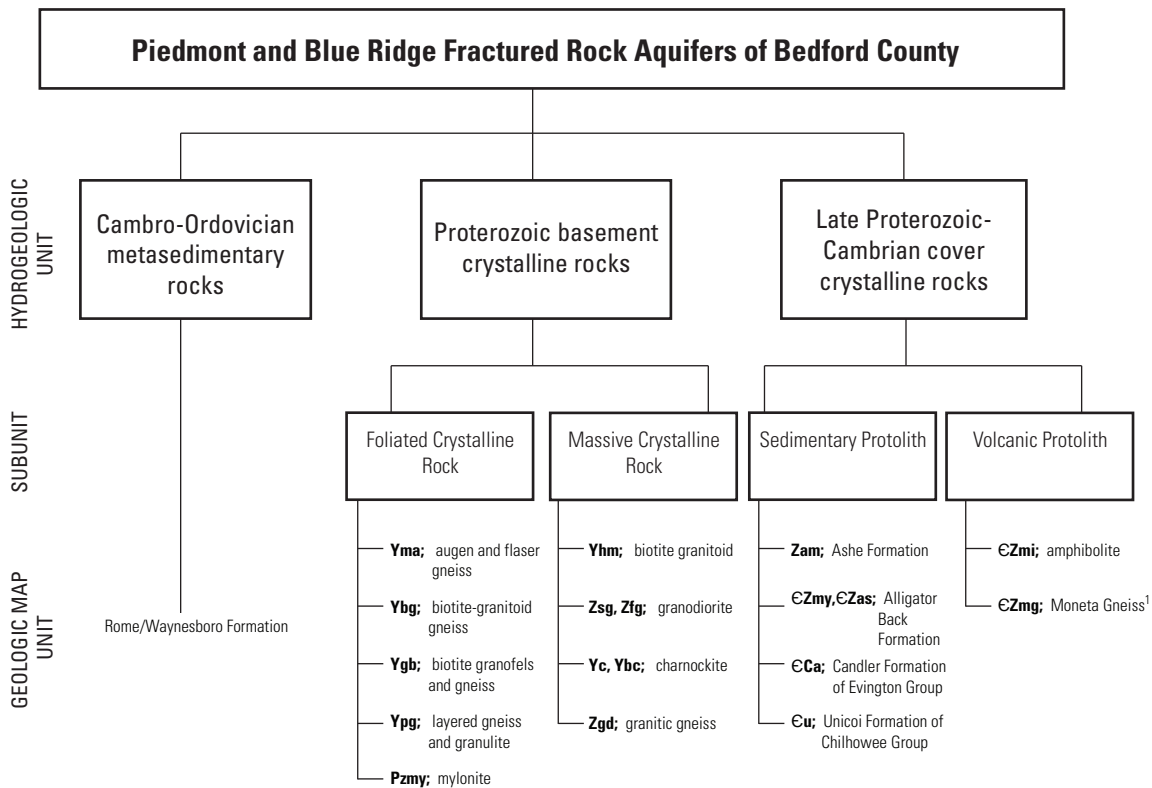 Piedmont and Blue Ridge Fractured Rock Aquifers of Bedford County
HYDROGEOLOGIC
UNIT
Cambro-Ordovician
metasedimentary
rocks
Proterozoic basement
crystalline rocks
Late Proterozoic-
Cambrian cover
crystalline rocks
SUBUNIT
Foliated Crystalline
Rock
Massive Crystalline
Rock
Sedimentary Protolith
Volcanic Protolith
GEOLOGIC MAP
UNIT
Rome/Waynesboro Formation
Yma; augen and flaser
gneiss
Ybg; biotite-granitoid
gneiss
Ygb; biotite granofels
and gneiss
Ypg; layered gneiss
and granulite
Pzmy; mylonite
Yhm; biotite granitoid
Zsg, Zfg; granodiorite
Yc, Ybc; charnockite
Zgd; granitic gneiss
Zam; Ashe Formation
ЄZmy,ЄZas; Alligator
Back
Formation
ЄCa; Candler Formation
of Evington Group
Єu; Unicoi Formation of
Chilhowee Group
ЄZmi; amphibolite
ЄZmg; Moneta Gneiss¹